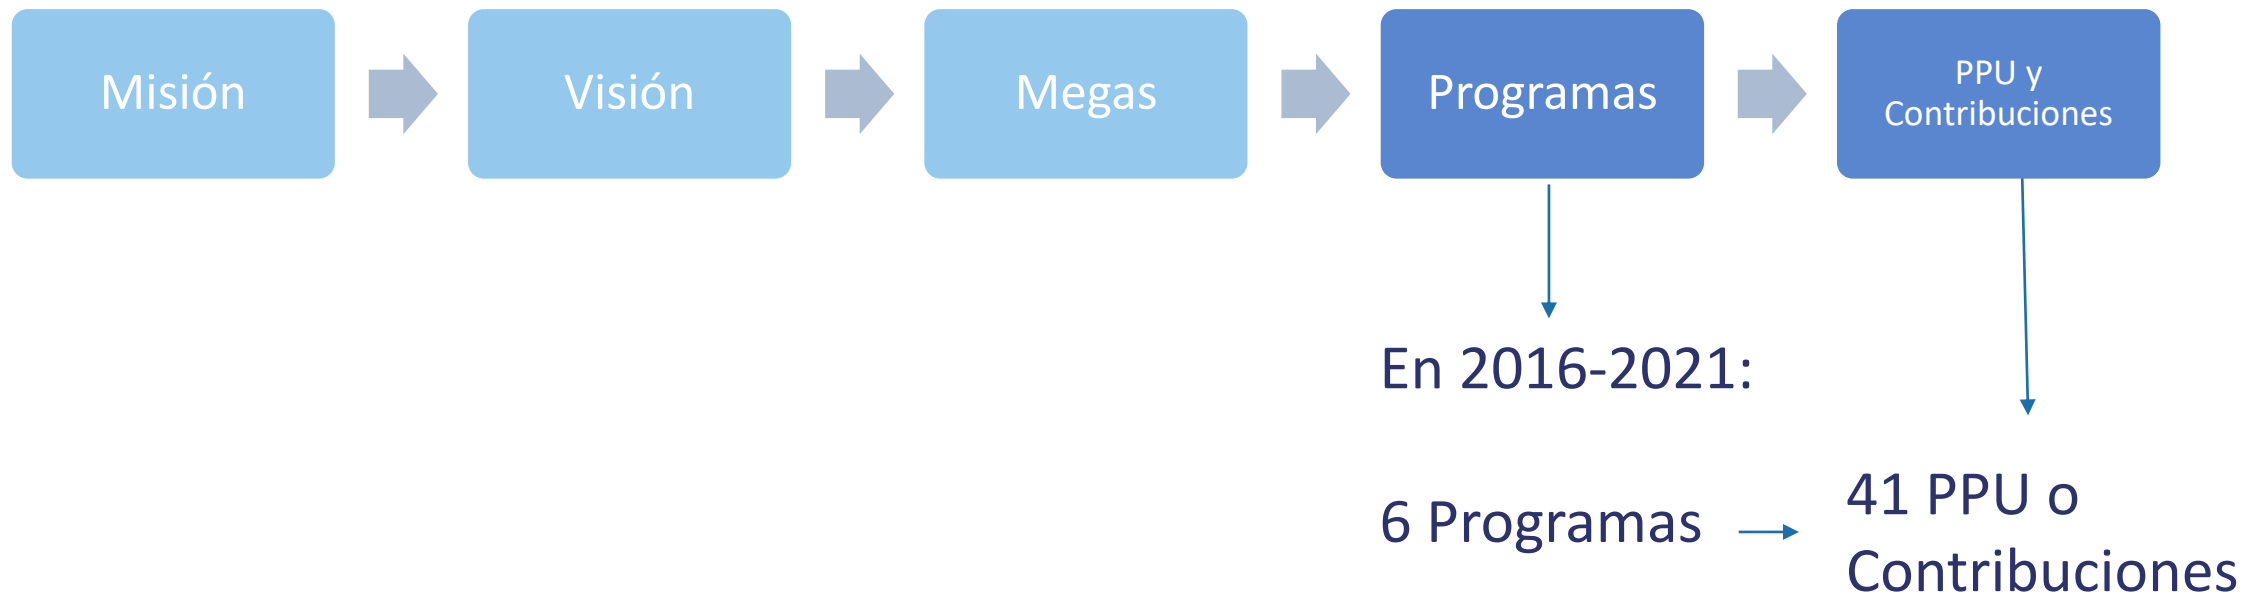 Misión
Visión
Megas
Programas
PPU y
Contribuciones
En 2016-2021:
6 Programas
41 PPU o
Contribuciones